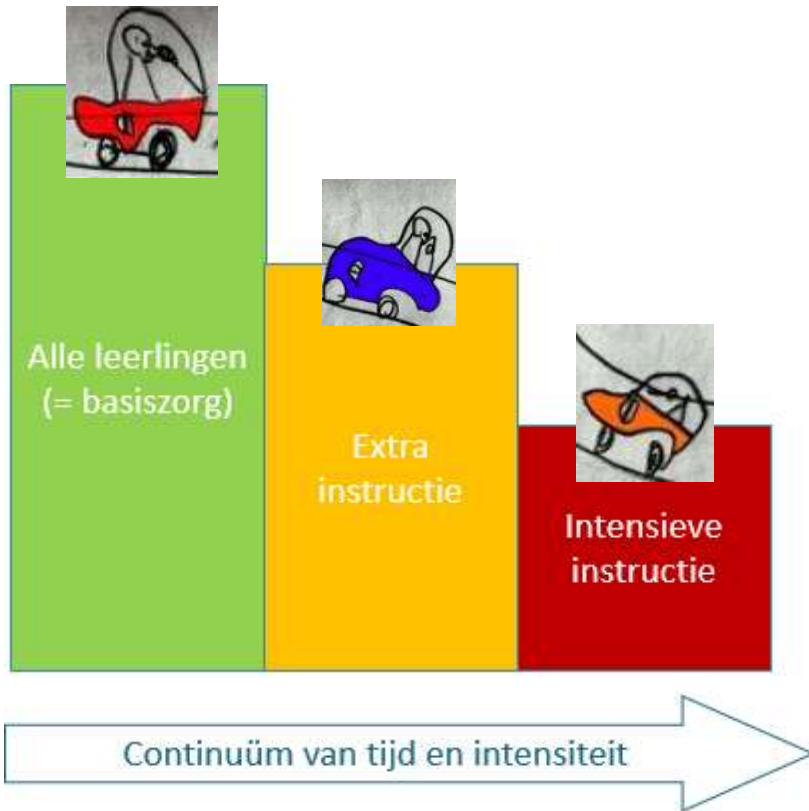 Alle leerlingen
(= basiszorg)
Extra
instructie
Intensieve
instructie
Continuüm van tijd en intensiteit